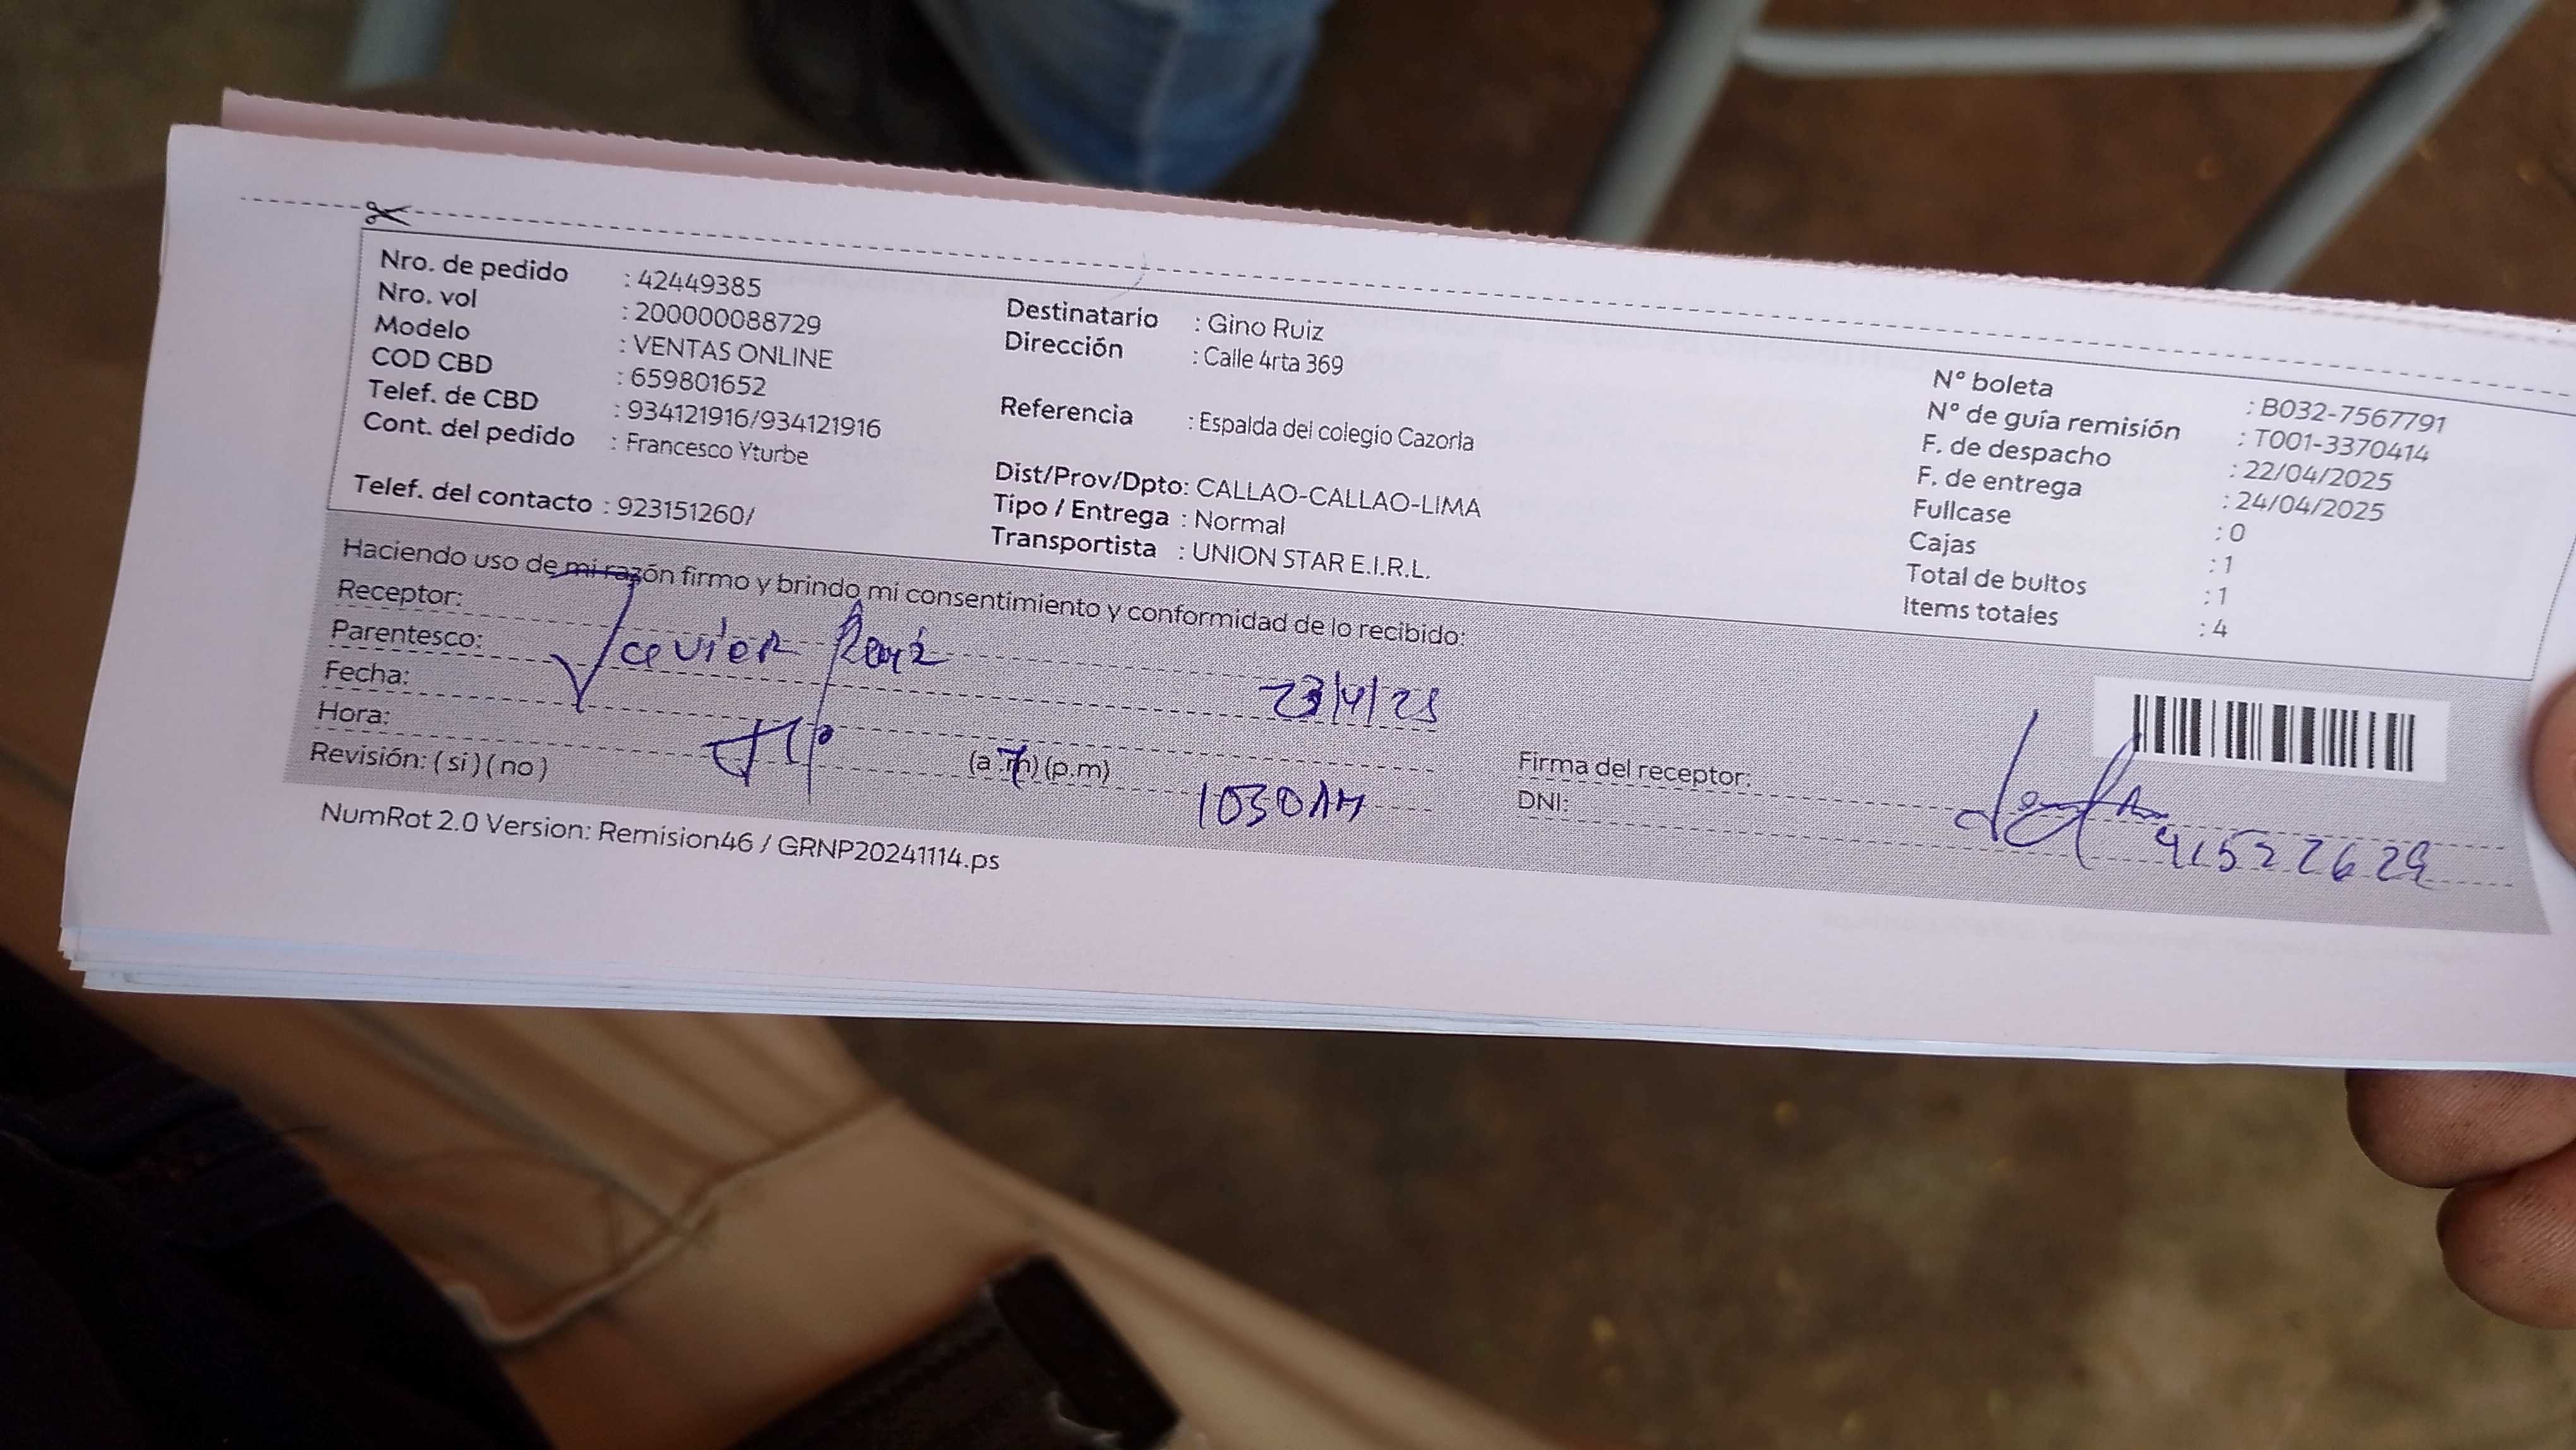 Nro. de pedido : 42449385
Nro. vol : 200000088729
Modelo : VENTAS ONLINE
COD CBD : 659801652
Telef. de CBD : 934121916/934121916
Cont. del pedido : Francesco Yturbe
Telef. del contacto : 923151260/
Destinatario : Gino Ruiz
Dirección : Calle 4rta 369
Referencia : Espalda del colegio Cazorla
Dist/Prov/Dpto: CALLAO-CALLAO-LIMA
Tipo / Entrega : Normal
Transportista : UNION STAR E.I.R.L.
N° boleta : B032-7567791
N° de guía remisión : T001-3370414
F. de despacho : 22/04/2025
F. de entrega : 24/04/2025
Fullcase : 0
Cajas : 1
Total de bultos : 1
Items totales : 4
Haciendo uso de mi razón firmo y brindo mi consentimiento y conformidad de lo recibido:
Receptor:
Parentesco: Javier
Fecha: 23/4/25
Hora: (a.m) (p.m) 1030 AM
Revisión: ( si ) ( no )
Firma del receptor:
DNI:
NumRot 2.0 Version: Remision46 / GRNP20241114.ps